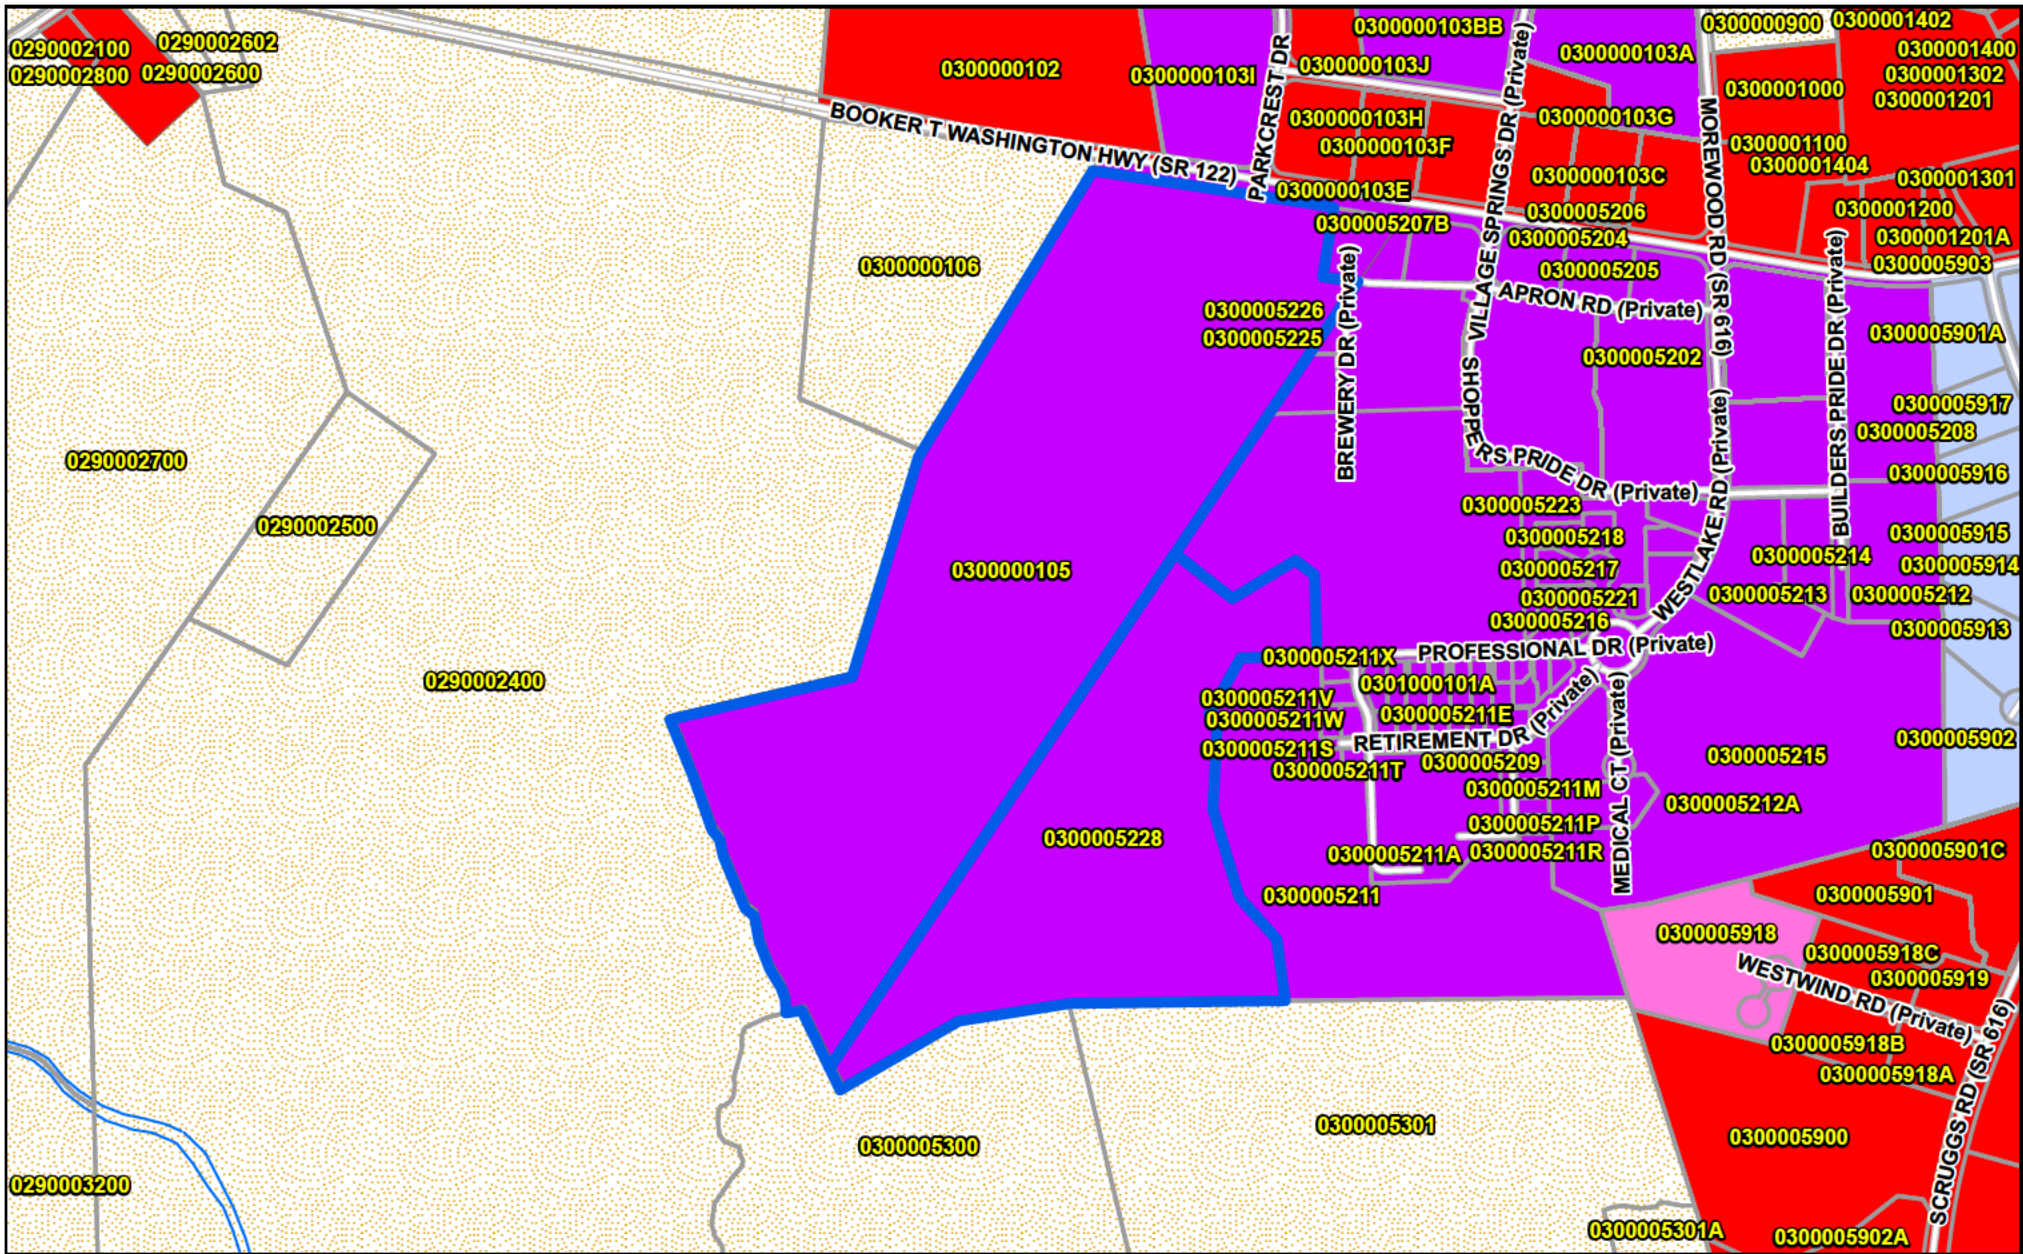 0300000900
0300001402
0300000103BB
0290002602
0290002100
0300001400
0300000103A
0300000103J
0300000102
0300000103I
0290002800
0290002600
0300001302
0300001000
0300001201
PARKCREST DR
BOOKER T WASHINGTON HWY (SR 122)
0300000103H
0300000103G
0300000103F
0300001100
0300001404
0300000103C
0300001301
0300000103E
0300005206
0300001200
0300005207B
0300005204
0300001201A
0300000106
0300005205
0300005903
VILLAGE SPRINGS DR (Private)
MOREWOOD RD (SR 616)
APRON RD (Private)
0300005226
0300005225
BREWERY DR (Private)
0300005202
0300005901A
BUILDERS PRIDE DR (Private)
0300005917
0300005208
SHOPPERS PRIDE DR (Private)
0290002700
0300005916
0300005223
0290002500
0300005915
0300005218
0300005214
0300005914
0300000105
0300005217
0300005221
0300005213
0300005212
0300005216
0300005913
WESTLAKE RD (Private)
PROFESSIONAL DR (Private)
0300005211X
0290002400
0301000101A
0300005211V
0300005211W
0300005211E
RETIREMENT DR (Private)
MEDICAL CT (Private)
0300005902
0300005211S
0300005215
0300005209
0300005211T
0300005211M
0300005212A
0300005211P
0300005228
0300005211A
0300005211R
0300005901C
0300005211
0300005901
0300005918
0300005918C
WESTWIND RD (Private)
0300005919
0300005918B
0300005918A
SCRUGGS RD (SR 616)
0300005301
0300005900
0300005300
0290003200
0300005301A
0300005902A